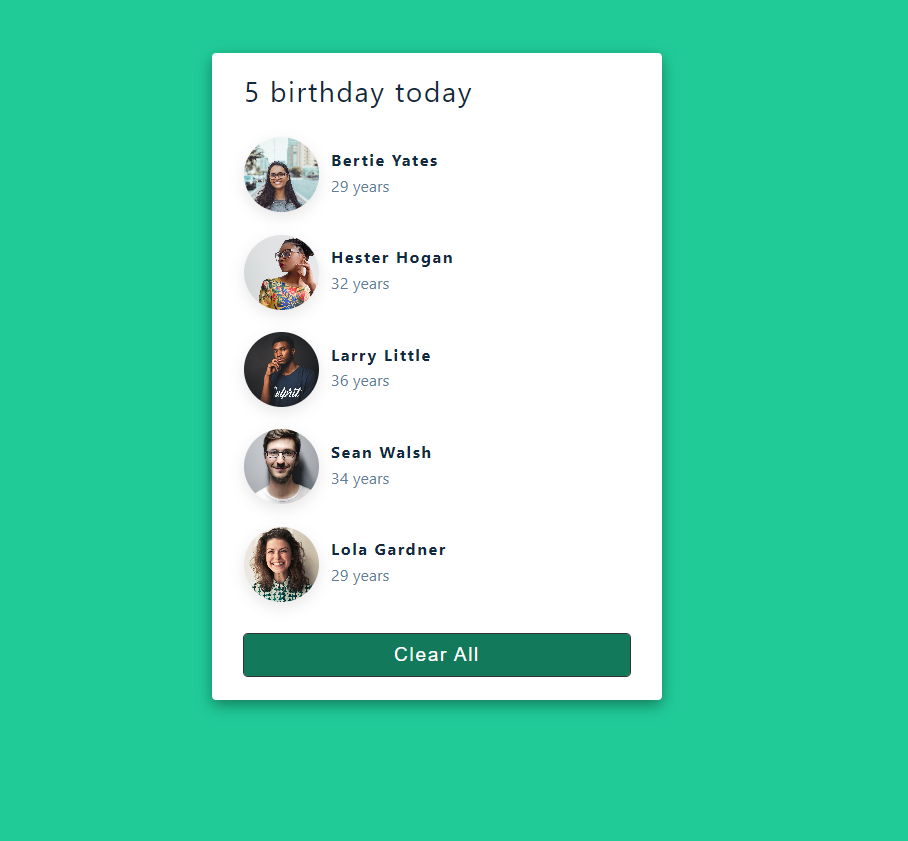 5 birthday today
Bertie Yates
29 years
Hester Hogan
32 years
Larry Little
36 years
Culprit
Sean Walsh
34 years
Lola Gardner
29 years
Clear All